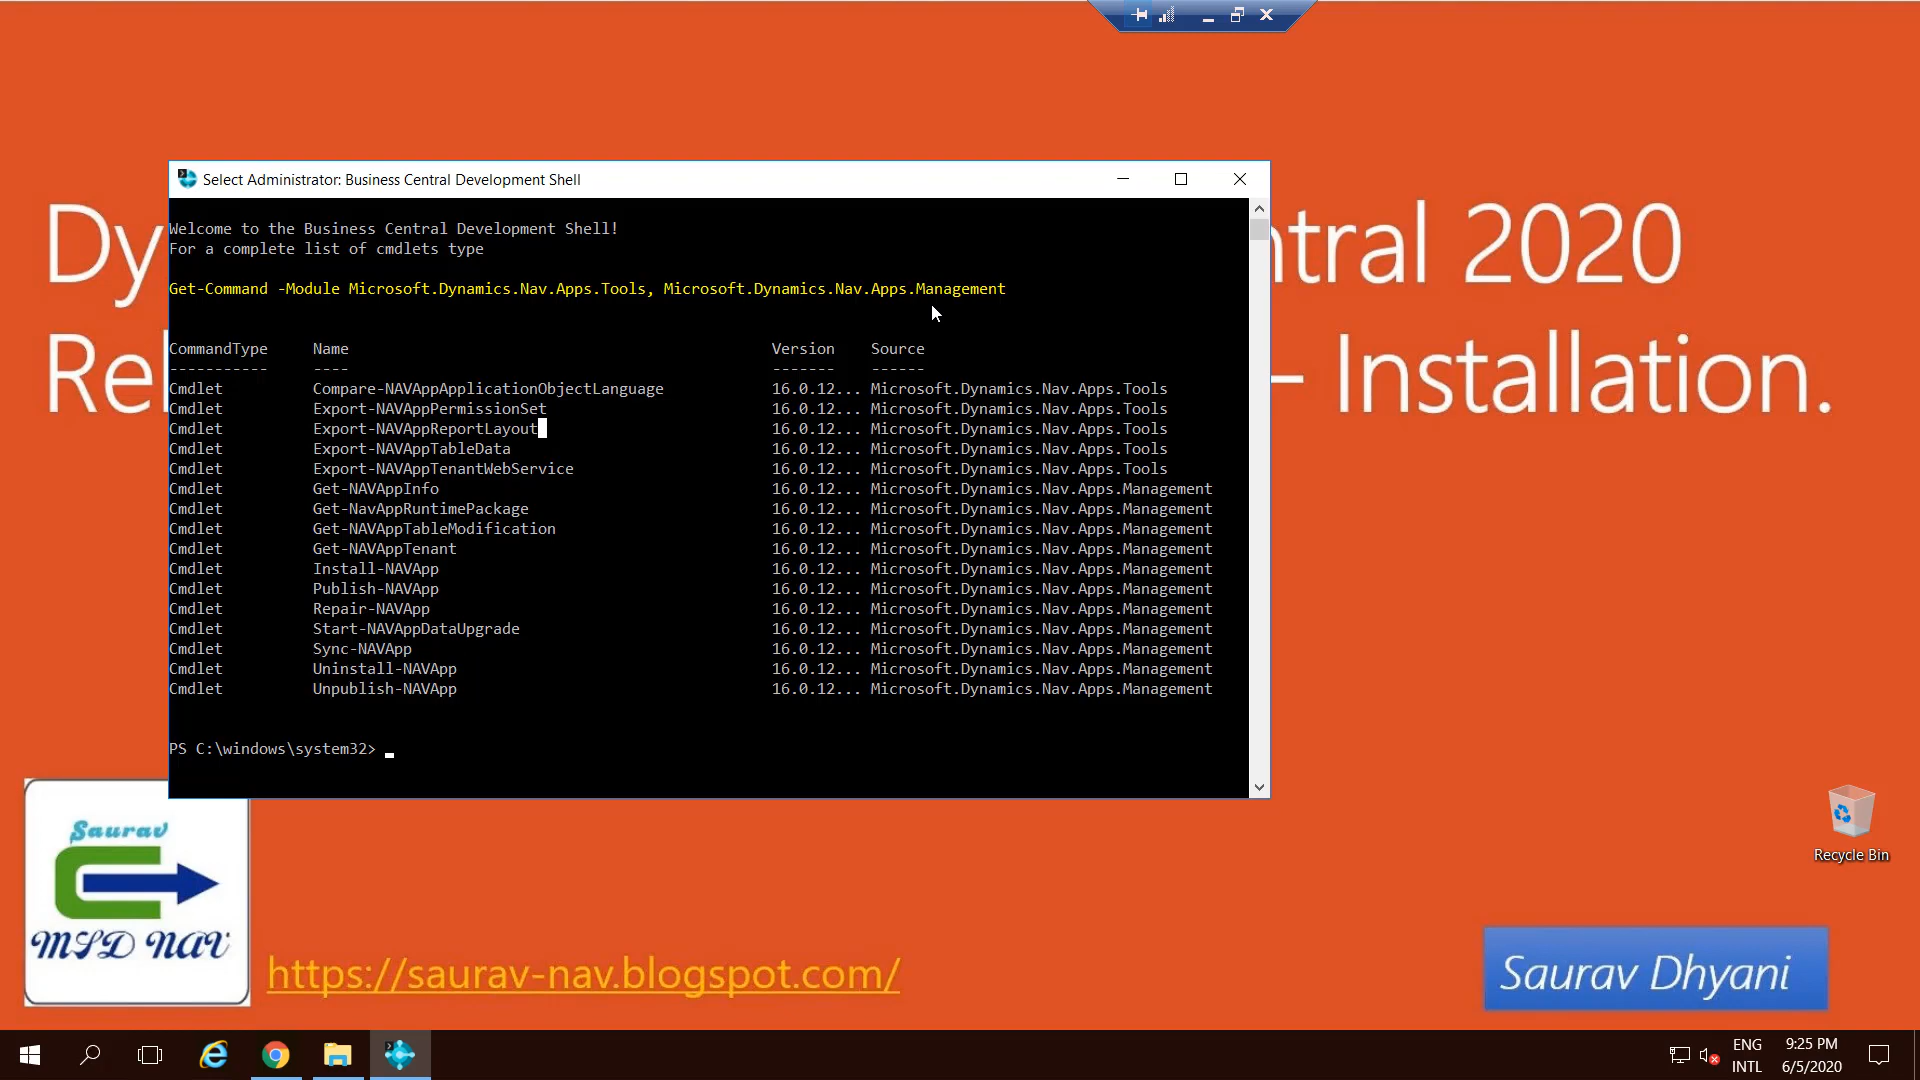 Select Administrator: Business Central Development Shell
Welcome to the Business Central Development Shell!
For a complete list of cmdlets type
Get-Command -Module Microsoft.Dynamics.Nav.Apps.Tools, Microsoft.Dynamics.Nav.Apps.Management
CommandType Name Version Source
----------- ---- ------- ------
Cmdlet Compare-NAVAppApplicationObjectLanguage 16.0.12... Microsoft.Dynamics.Nav.Apps.Tools
Cmdlet Export-NAVAppPermissionSet 16.0.12... Microsoft.Dynamics.Nav.Apps.Tools
Cmdlet Export-NAVAppReportLayout 16.0.12... Microsoft.Dynamics.Nav.Apps.Tools
Cmdlet Export-NAVAppTableData 16.0.12... Microsoft.Dynamics.Nav.Apps.Tools
Cmdlet Export-NAVAppTenantWebService 16.0.12... Microsoft.Dynamics.Nav.Apps.Tools
Cmdlet Get-NAVAppInfo 16.0.12... Microsoft.Dynamics.Nav.Apps.Management
Cmdlet Get-NavAppRuntimePackage 16.0.12... Microsoft.Dynamics.Nav.Apps.Management
Cmdlet Get-NAVAppTableModification 16.0.12... Microsoft.Dynamics.Nav.Apps.Management
Cmdlet Get-NAVAppTenant 16.0.12... Microsoft.Dynamics.Nav.Apps.Management
Cmdlet Install-NAVApp 16.0.12... Microsoft.Dynamics.Nav.Apps.Management
Cmdlet Publish-NAVApp 16.0.12... Microsoft.Dynamics.Nav.Apps.Management
Cmdlet Repair-NAVApp 16.0.12... Microsoft.Dynamics.Nav.Apps.Management
Cmdlet Start-NAVAppDataUpgrade 16.0.12... Microsoft.Dynamics.Nav.Apps.Management
Cmdlet Sync-NAVApp 16.0.12... Microsoft.Dynamics.Nav.Apps.Management
Cmdlet Uninstall-NAVApp 16.0.12... Microsoft.Dynamics.Nav.Apps.Management
Cmdlet Unpublish-NAVApp 16.0.12... Microsoft.Dynamics.Nav.Apps.Management
PS C:\windows\system32>
Dy ntral 2020
Rel – Installation.
Recycle Bin
Saurav
MSD NAV
https://saurav-nav.blogspot.com/
Saurav Dhyani
ENG
INTL
9:25 PM
6/5/2020